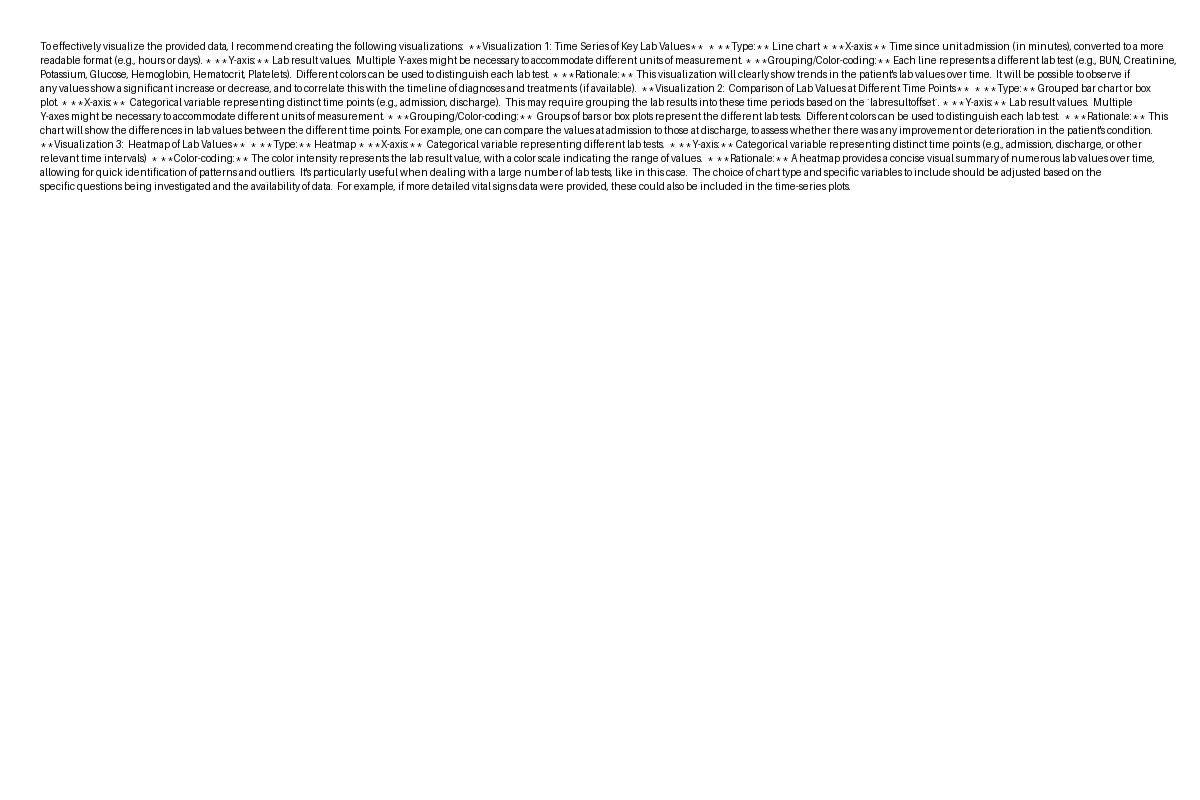 To effectively visualize the provided data, I recommend creating the following visualizations:  **Visualization 1: Time Series of Key Lab Values**  * **Type:** Line chart * **X-axis:** Time since unit admission (in minutes), converted to a more
readable format (e.g., hours or days). * **Y-axis:** Lab result values.  Multiple Y-axes might be necessary to accommodate different units of measurement. * **Grouping/Color-coding:** Each line represents a different lab test (e.g., BUN, Creatinine,
Potassium, Glucose, Hemoglobin, Hematocrit, Platelets).  Different colors can be used to distinguish each lab test. * **Rationale:** This visualization will clearly show trends in the patient's lab values over time.  It will be possible to observe if
any values show a significant increase or decrease, and to correlate this with the timeline of diagnoses and treatments (if available).  **Visualization 2:  Comparison of Lab Values at Different Time Points**  * **Type:** Grouped bar chart or box
plot. * **X-axis:** Categorical variable representing distinct time points (e.g., admission, discharge).  This may require grouping the lab results into these time periods based on the `labresultoffset`. * **Y-axis:** Lab result values.  Multiple
Y-axes might be necessary to accommodate different units of measurement. * **Grouping/Color-coding:** Groups of bars or box plots represent the different lab tests.  Different colors can be used to distinguish each lab test.  * **Rationale:** This
chart will show the differences in lab values between the different time points. For example, one can compare the values at admission to those at discharge, to assess whether there was any improvement or deterioration in the patient's condition.
**Visualization 3:  Heatmap of Lab Values**  * **Type:** Heatmap * **X-axis:** Categorical variable representing different lab tests.  * **Y-axis:** Categorical variable representing distinct time points (e.g., admission, discharge, or other
relevant time intervals)  * **Color-coding:** The color intensity represents the lab result value, with a color scale indicating the range of values.  * **Rationale:** A heatmap provides a concise visual summary of numerous lab values over time,
allowing for quick identification of patterns and outliers.  It's particularly useful when dealing with a large number of lab tests, like in this case.  The choice of chart type and specific variables to include should be adjusted based on the
specific questions being investigated and the availability of data.  For example, if more detailed vital signs data were provided, these could also be included in the time-series plots.